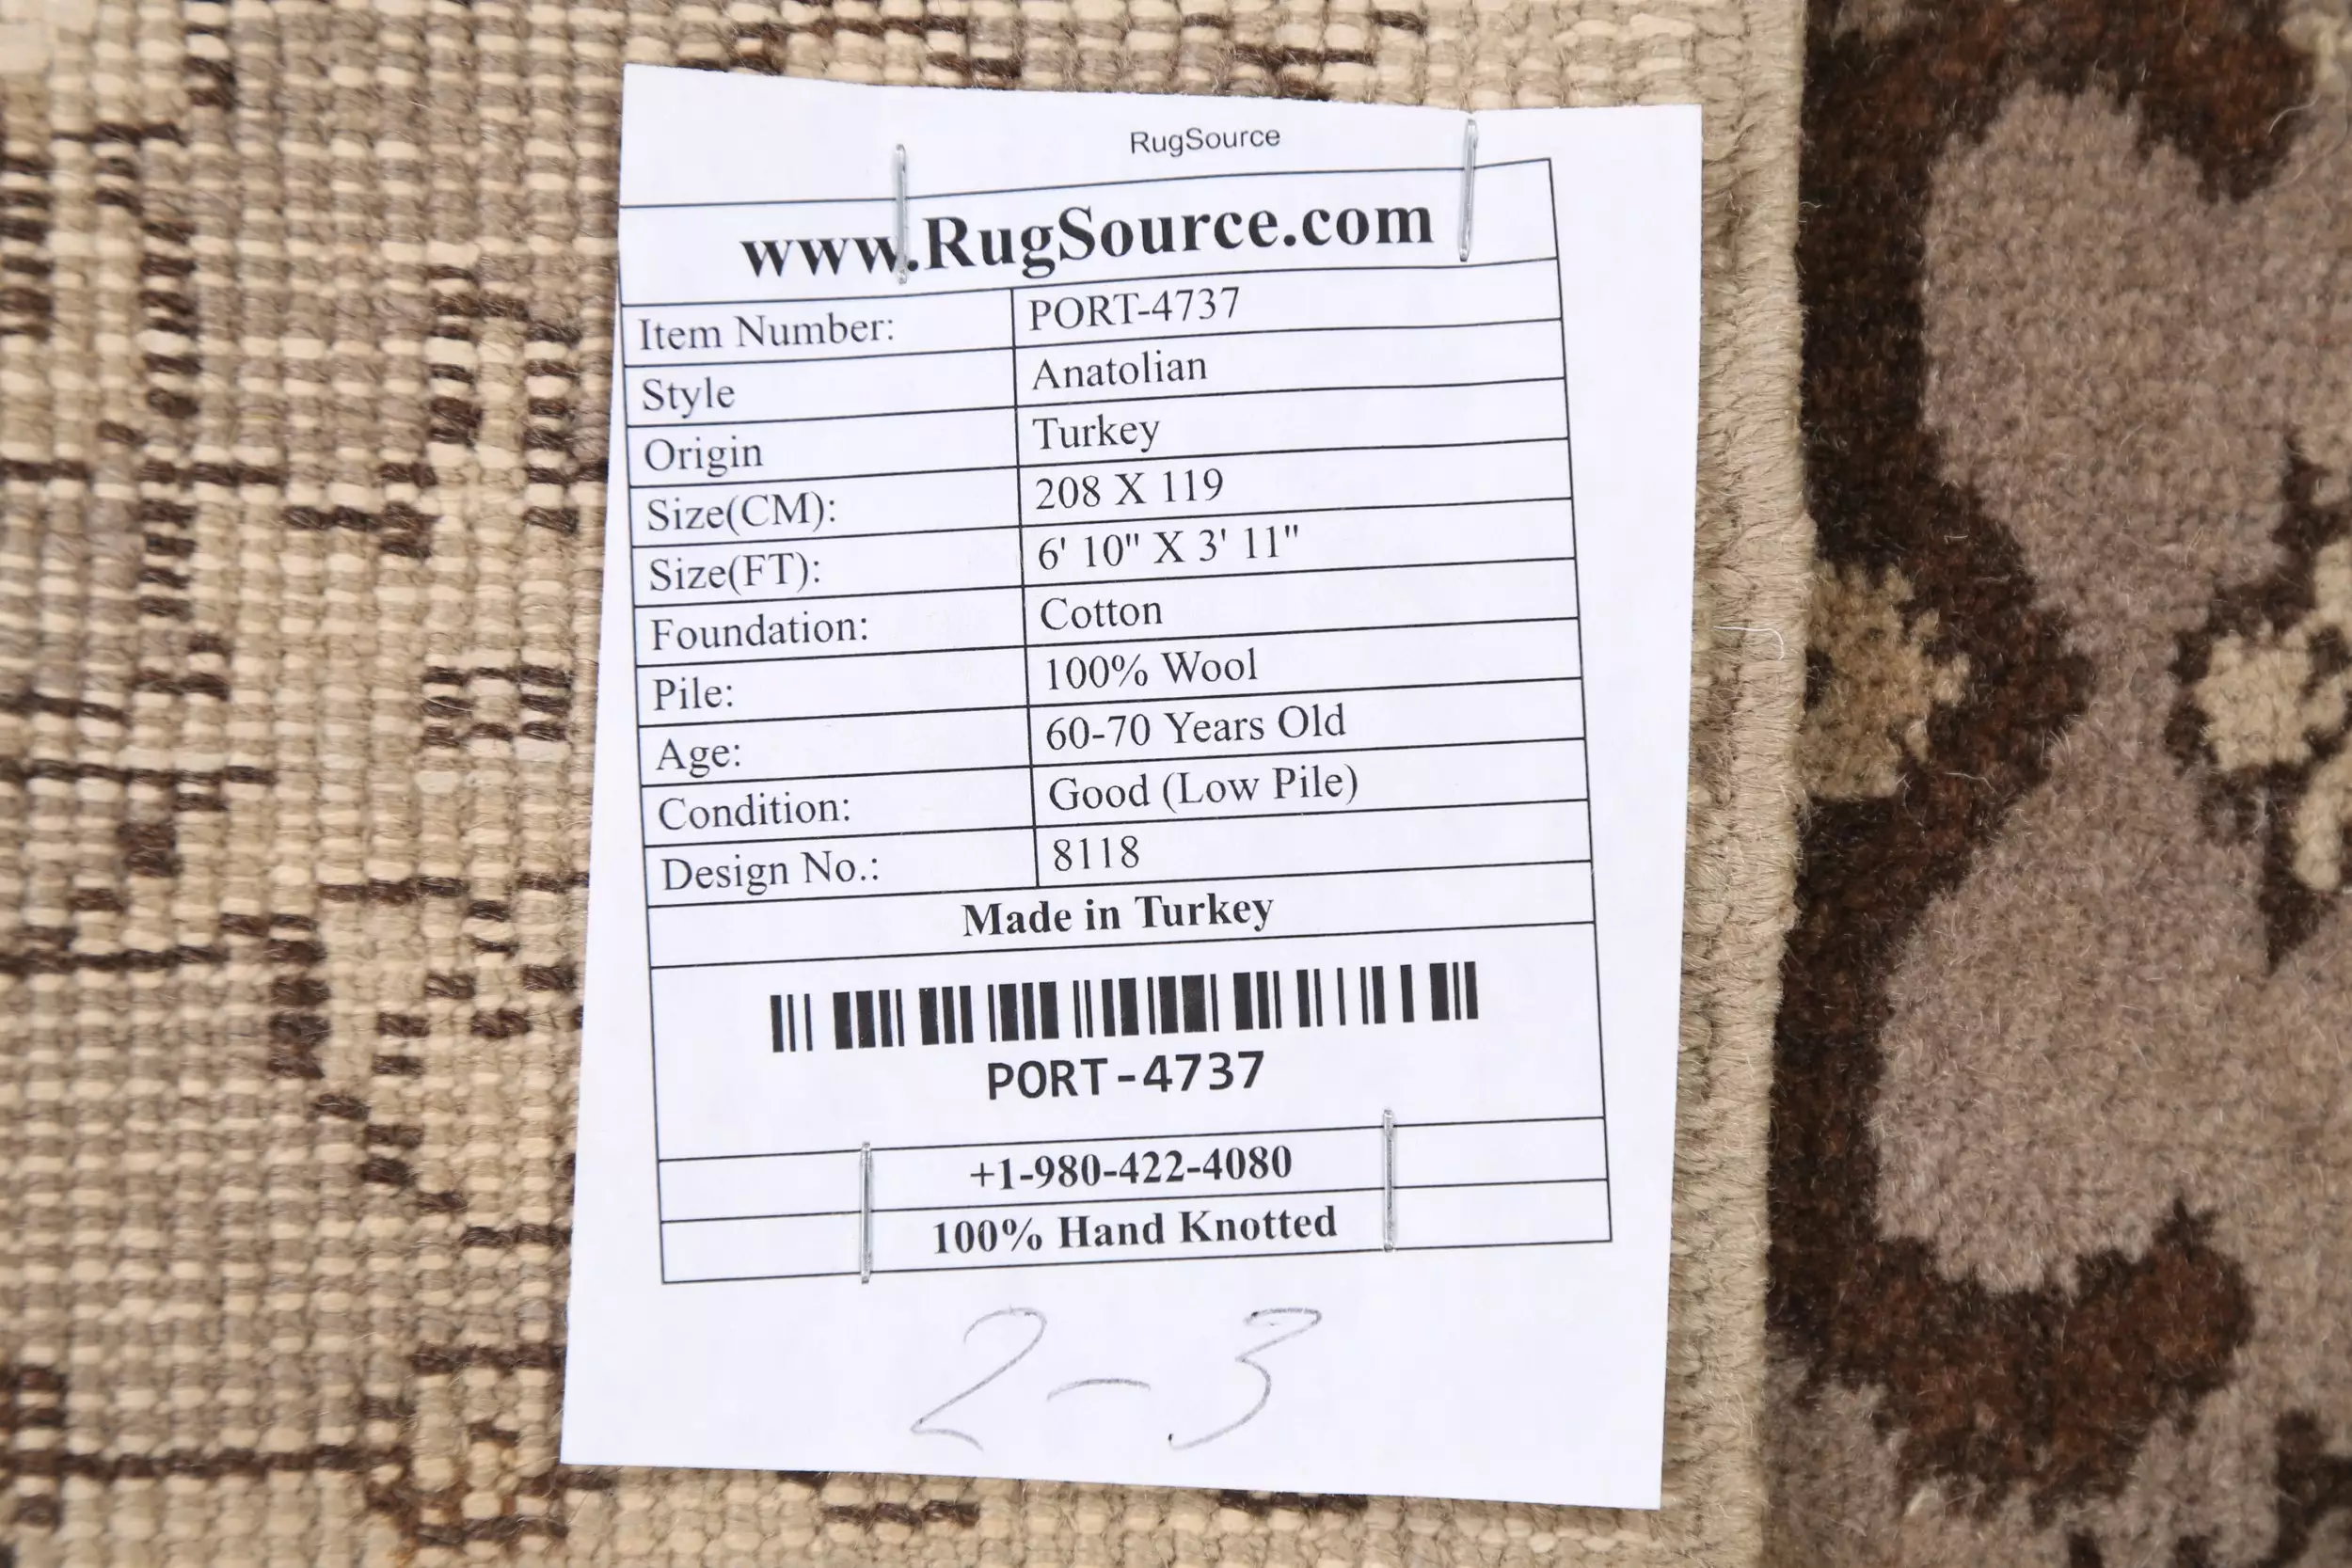 RugSource
www.RugSource.com
Item Number: PORT-4737
Style Anatolian
Origin Turkey
Size(CM): 208 X 119
Size(FT): 6' 10" X 3' 11"
Foundation: Cotton
Pile: 100% Wool
Age: 60-70 Years Old
Condition: Good (Low Pile)
Design No.: 8118
Made in Turkey
PORT-4737
+1-980-422-4080
100% Hand Knotted
2-3